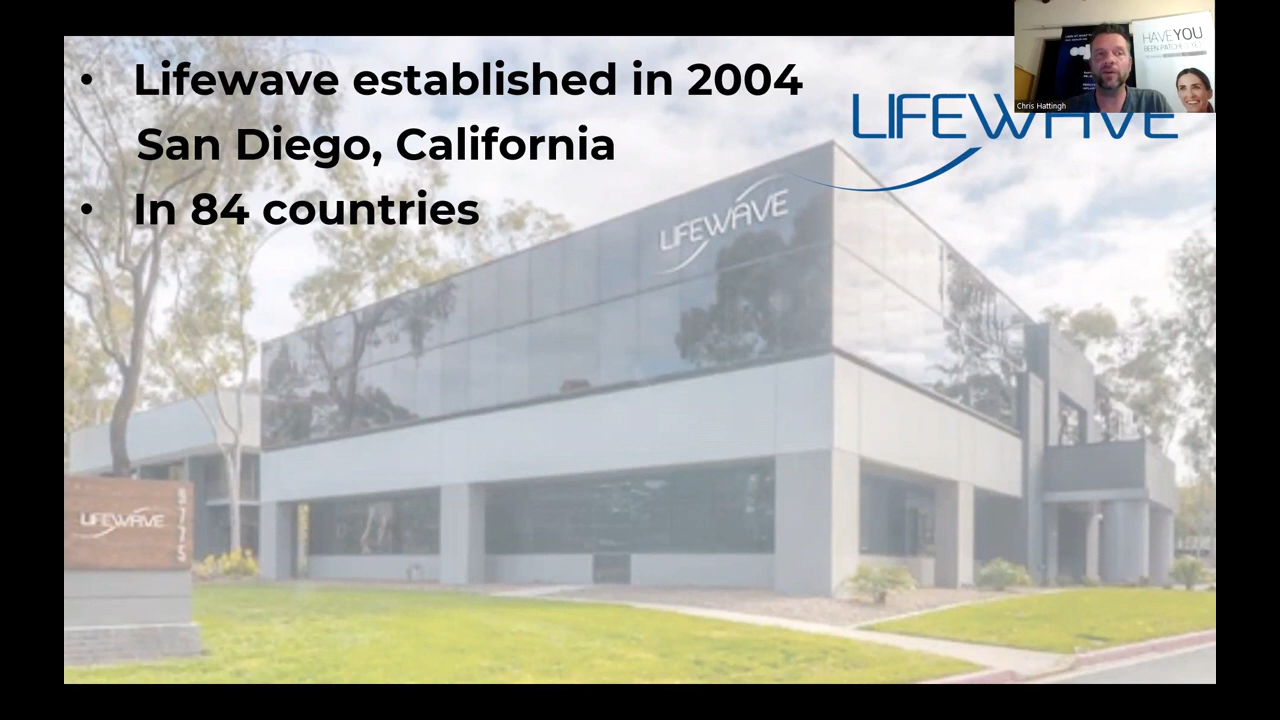 • Lifewave established in 2004
San Diego, California
• In 84 countries
LIFEWAVE
Chris Hattingh
HAVE YOU
BEEN PATCHED YET
LIFEWAVE
LIFEWAVE
5775